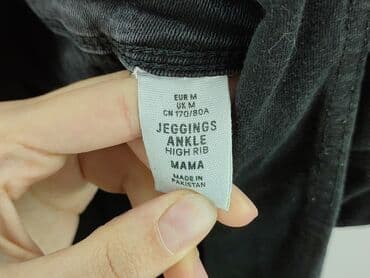 EUR M
UK M
CN 170/80A
JEGGINGS
ANKLE
HIGH RIB
MAMA
MADE IN
PAKISTAN